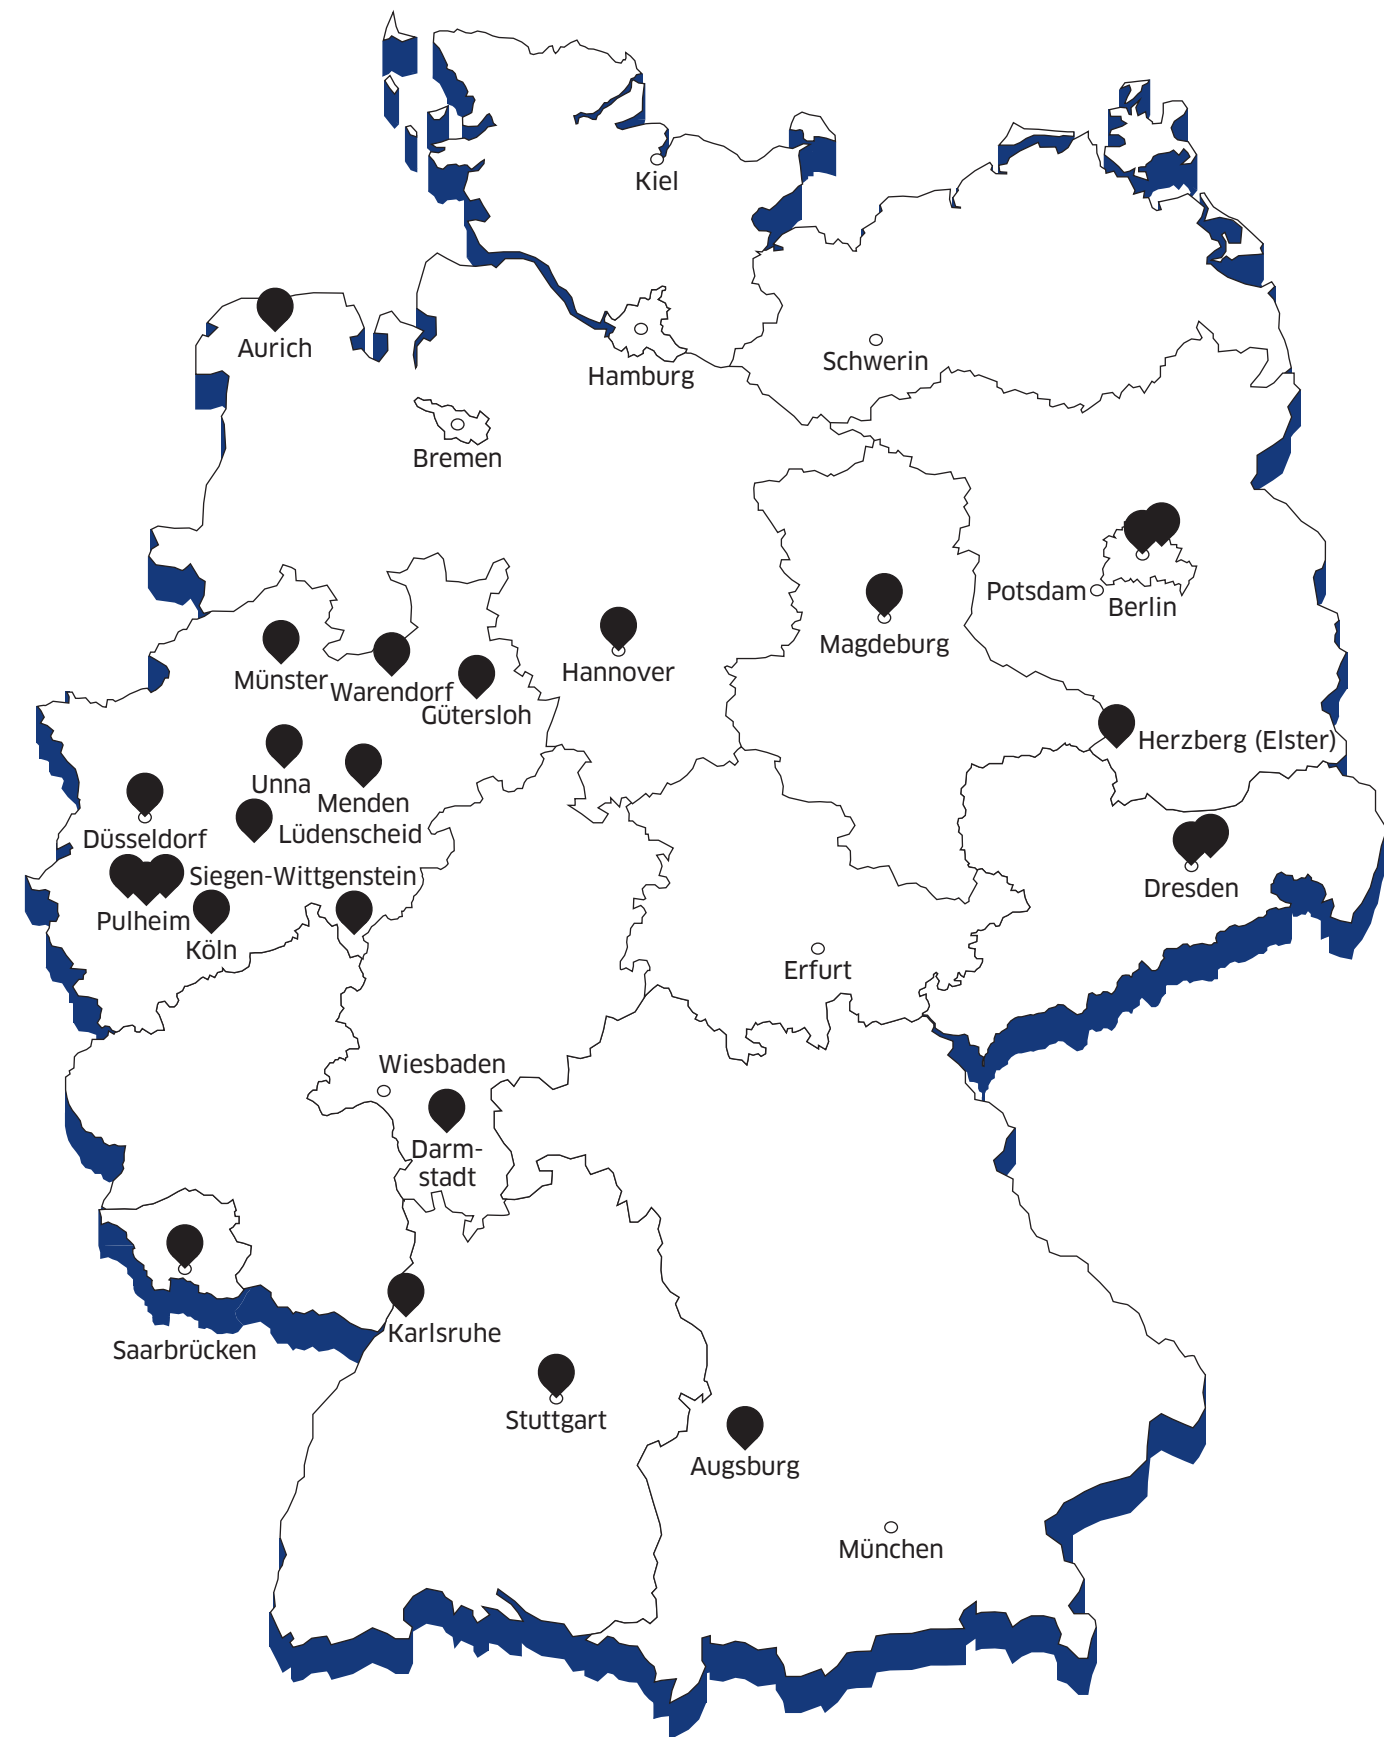 Kiel
Aurich
Schwerin
Hamburg
Bremen
Potsdam
Berlin
Magdeburg
Hannover
Münster
Warendorf
Gütersloh
Herzberg (Elster)
Unna
Menden
Düsseldorf
Lüdenscheid
Siegen-Wittgenstein
Dresden
Pulheim
Köln
Erfurt
Wiesbaden
Darm-
stadt
Karlsruhe
Saarbrücken
Stuttgart
Augsburg
München